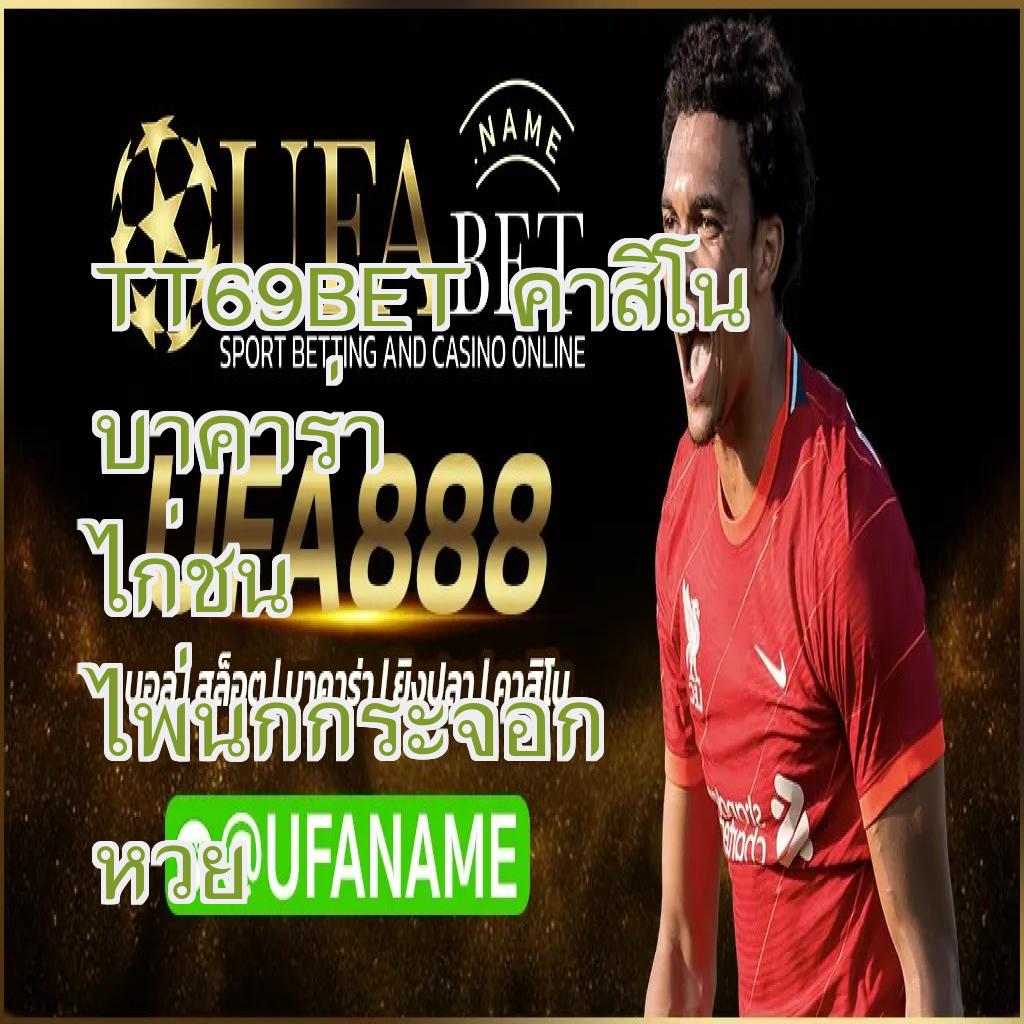 .NAME
UFABET
TT69BET คาสิโน
SPORT BETTING AND CASINO ONLINE
บาคาร่า
UFA888
ไก่ชน
บอล | สล็อต | บาคาร่า | ยิงปลา | คาสิโน
ไพ่นกกระจอก
หวย
@UFANAME